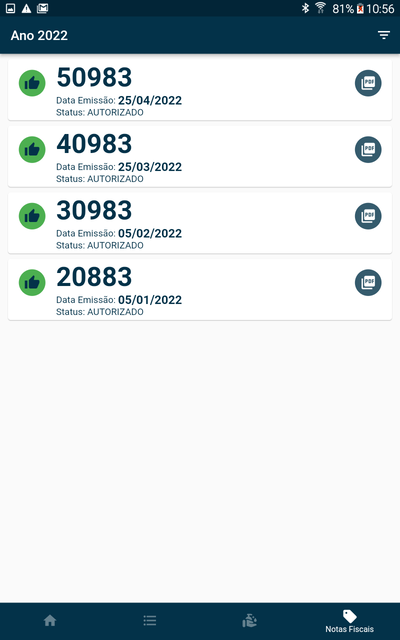 81% 10:56
Ano 2022
50983
PDF
Data Emissão: 25/04/2022
Status: AUTORIZADO
40983
PDF
Data Emissão: 25/03/2022
Status: AUTORIZADO
30983
PDF
Data Emissão: 05/02/2022
Status: AUTORIZADO
20883
PDF
Data Emissão: 05/01/2022
Status: AUTORIZADO
Notas Fiscais